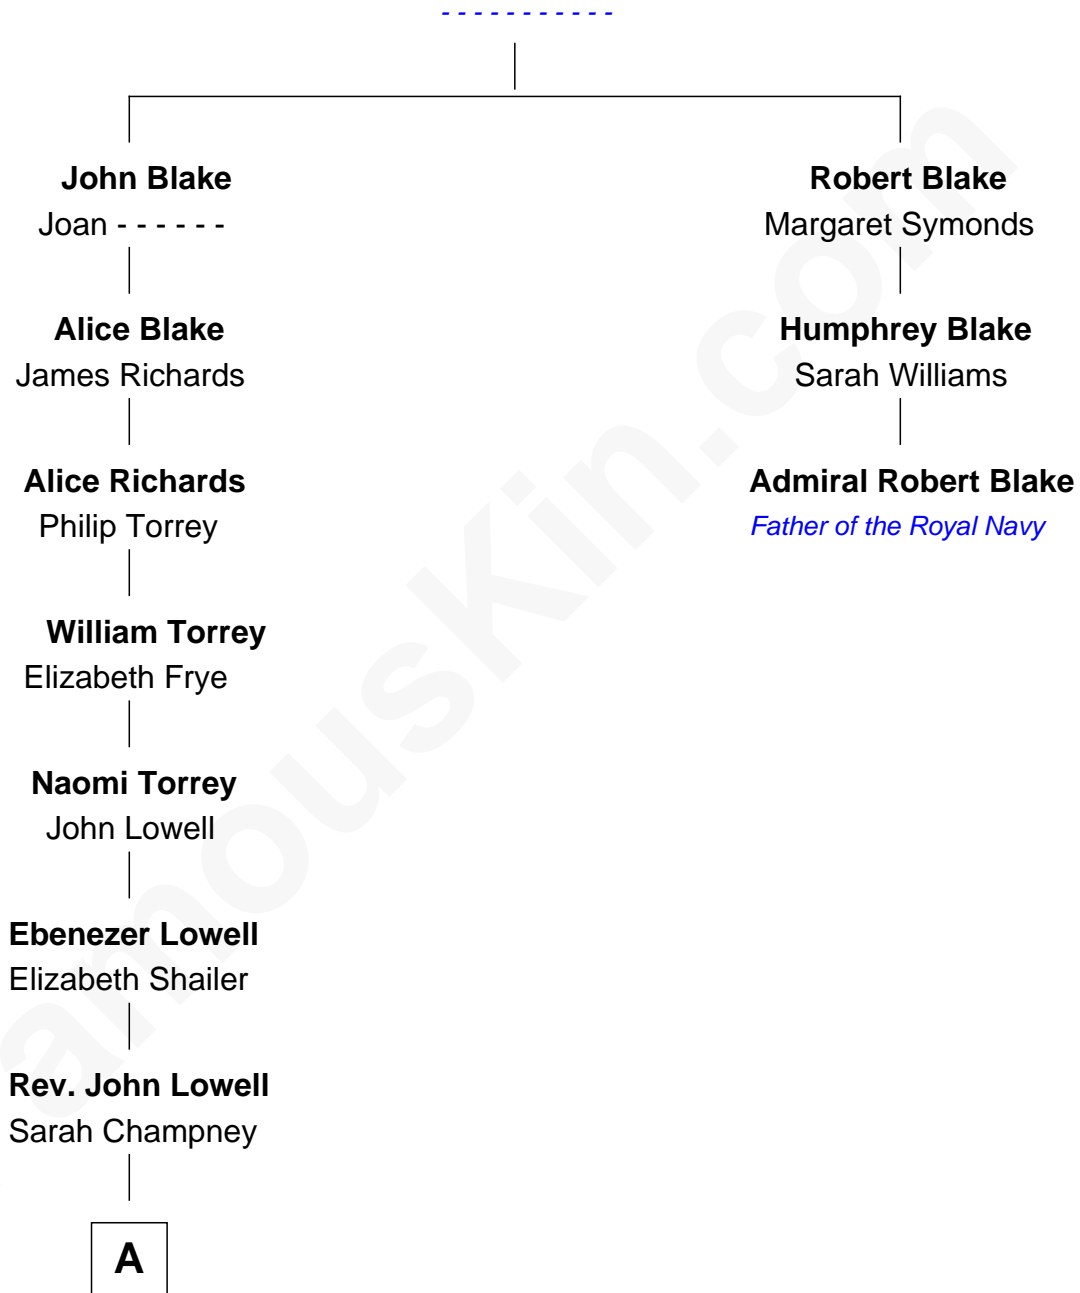 - - - - - - - - - - -
John Blake
Joan - - - - - -
Robert Blake
Margaret Symonds
Alice Blake
James Richards
Humphrey Blake
Sarah Williams
Alice Richards
Philip Torrey
Admiral Robert Blake
Father of the Royal Navy
William Torrey
Elizabeth Frye
Naomi Torrey
John Lowell
Ebenezer Lowell
Elizabeth Shailer
Rev. John Lowell
Sarah Champney
A
amouskin.com